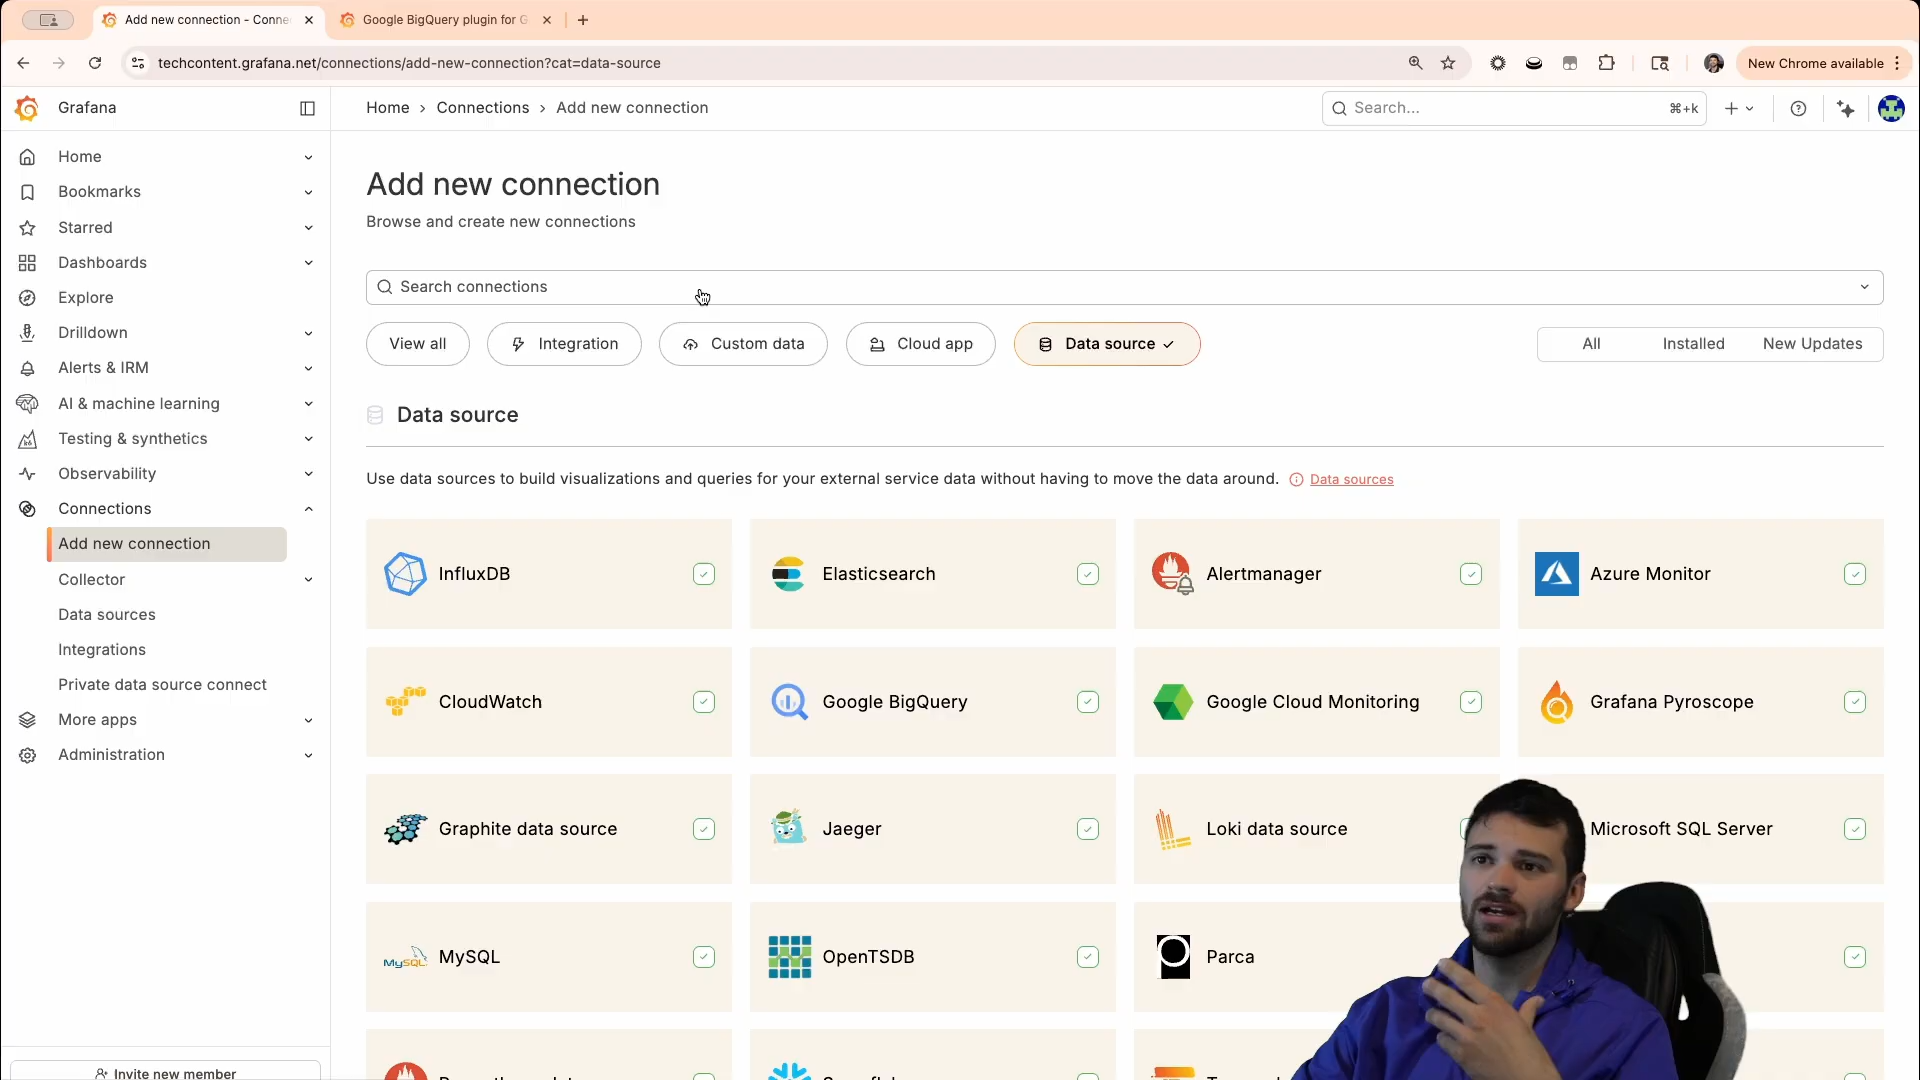 Add new connection - Conne
Google BigQuery plugin for G
techcontent.grafana.net/connections/add-new-connection?cat=data-source
New Chrome available
Grafana
Home › Connections › Add new connection
Search...
⌘+k
Home
Bookmarks
Starred
Dashboards
Explore
Drilldown
Alerts & IRM
AI & machine learning
Testing & synthetics
Observability
Connections
Add new connection
Collector
Data sources
Integrations
Private data source connect
More apps
Administration
Invite new member
Add new connection
Browse and create new connections
Search connections
View all
Integration
Custom data
Cloud app
Data source
All
Installed
New Updates
Data source
Use data sources to build visualizations and queries for your external service data without having to move the data around. Data sources
InfluxDB
Elasticsearch
Alertmanager
Azure Monitor
CloudWatch
Google BigQuery
Google Cloud Monitoring
Grafana Pyroscope
Graphite data source
Jaeger
Loki data source
Microsoft SQL Server
MySQL
MySQL
OpenTSDB
Parca